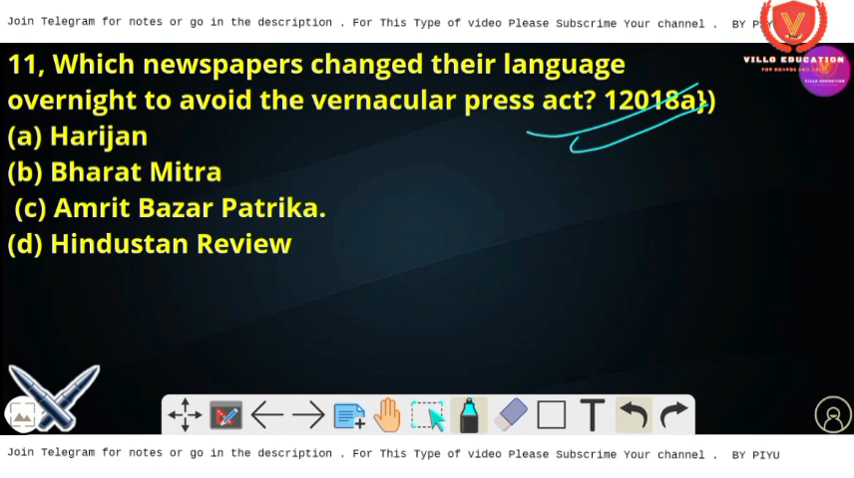 Join Telegram for notes or go in the description . For This Type of video Please Subscrime Your channel . BY
VILLO EDUCATION
11, Which newspapers changed their language
overnight to avoid the vernacular press act? 12018a})
(a) Harijan
(b) Bharat Mitra
(c) Amrit Bazar Patrika.
(d) Hindustan Review
T
Join Telegram for notes or go in the description . For This Type of video Please Subscrime Your channel . BY PIYU